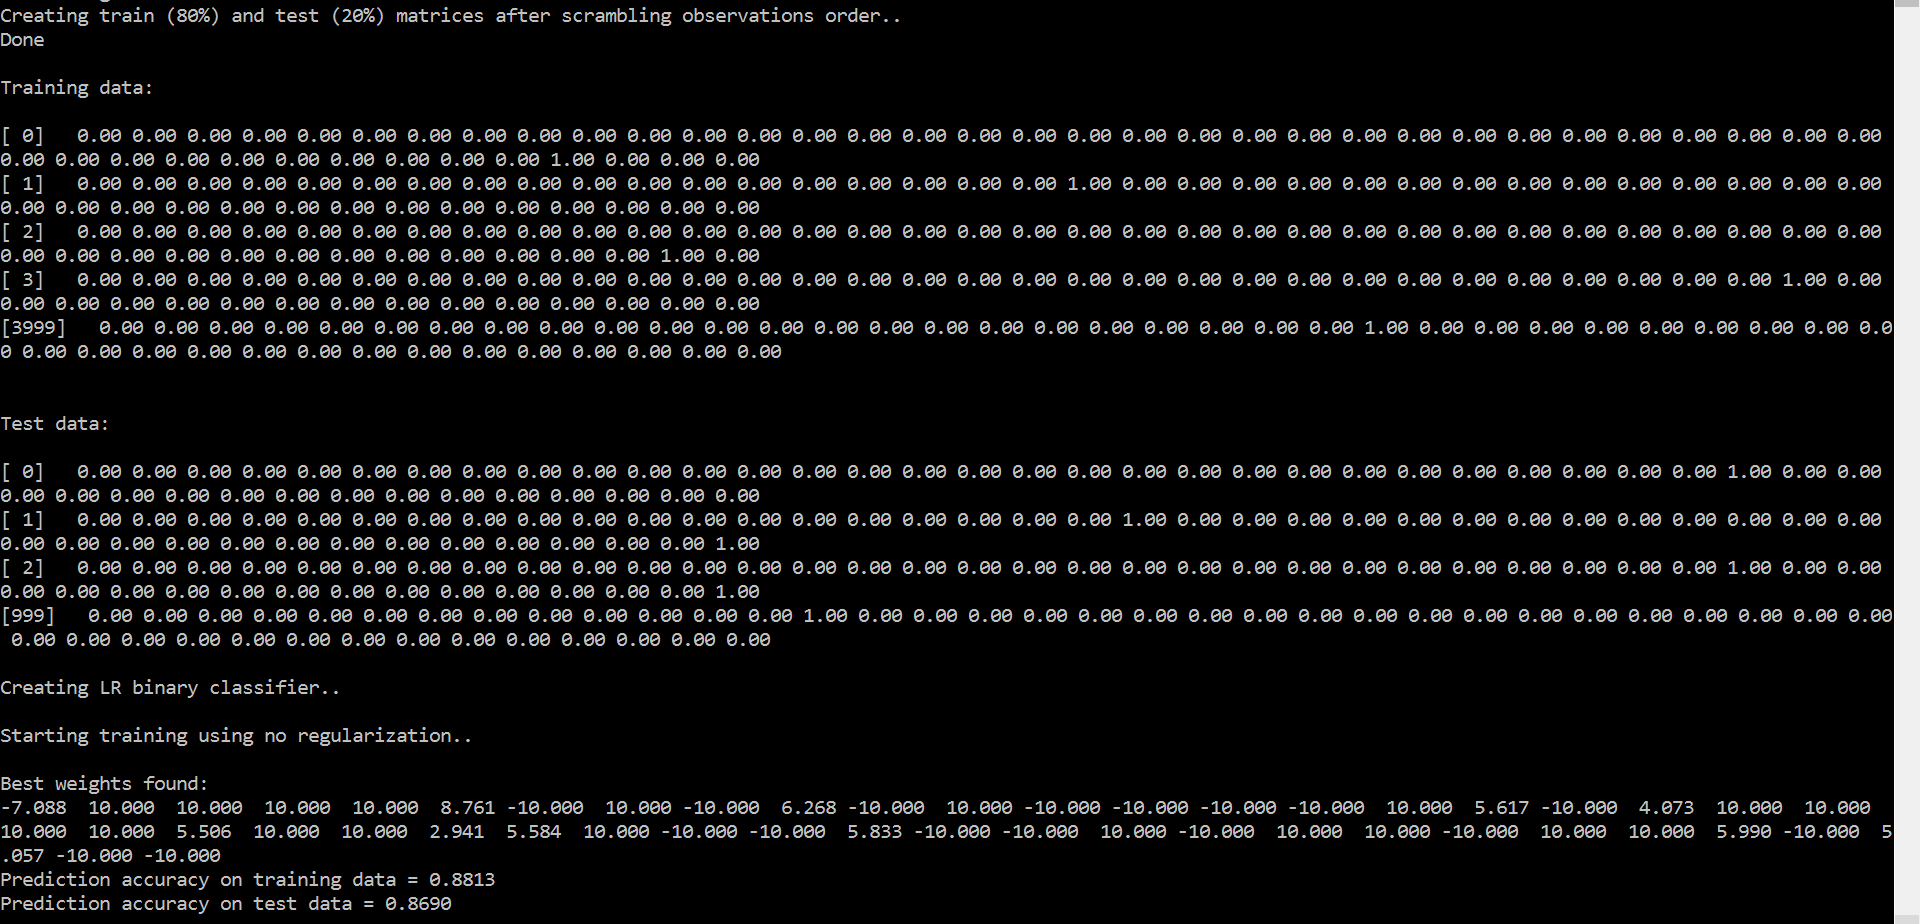 Creating train (80%) and test (20%) matrices after scrambling observations order..
Done
Training data:
[ 0]   0.00 0.00 0.00 0.00 0.00 0.00 0.00 0.00 0.00 0.00 0.00 0.00 0.00 0.00 0.00 0.00 0.00 0.00 0.00 0.00 0.00 0.00 0.00 0.00 0.00 0.00 0.00 0.00 0.00 0.00 0.00 0.00 0.00
0.00 0.00 0.00 0.00 0.00 0.00 0.00 0.00 0.00 0.00 1.00 0.00 0.00 0.00
[ 1]   0.00 0.00 0.00 0.00 0.00 0.00 0.00 0.00 0.00 0.00 0.00 0.00 0.00 0.00 0.00 0.00 0.00 0.00 1.00 0.00 0.00 0.00 0.00 0.00 0.00 0.00 0.00 0.00 0.00 0.00 0.00 0.00 0.00
0.00 0.00 0.00 0.00 0.00 0.00 0.00 0.00 0.00 0.00 0.00 0.00 0.00 0.00
[ 2]   0.00 0.00 0.00 0.00 0.00 0.00 0.00 0.00 0.00 0.00 0.00 0.00 0.00 0.00 0.00 0.00 0.00 0.00 0.00 0.00 0.00 0.00 0.00 0.00 0.00 0.00 0.00 0.00 0.00 0.00 0.00 0.00 0.00
0.00 0.00 0.00 0.00 0.00 0.00 0.00 0.00 0.00 0.00 0.00 0.00 1.00 0.00
[ 3]   0.00 0.00 0.00 0.00 0.00 0.00 0.00 0.00 0.00 0.00 0.00 0.00 0.00 0.00 0.00 0.00 0.00 0.00 0.00 0.00 0.00 0.00 0.00 0.00 0.00 0.00 0.00 0.00 0.00 0.00 0.00 1.00 0.00
0.00 0.00 0.00 0.00 0.00 0.00 0.00 0.00 0.00 0.00 0.00 0.00 0.00 0.00
[3999]   0.00 0.00 0.00 0.00 0.00 0.00 0.00 0.00 0.00 0.00 0.00 0.00 0.00 0.00 0.00 0.00 0.00 0.00 0.00 0.00 0.00 0.00 0.00 1.00 0.00 0.00 0.00 0.00 0.00 0.00 0.00 0.00 0.0
0 0.00 0.00 0.00 0.00 0.00 0.00 0.00 0.00 0.00 0.00 0.00 0.00 0.00 0.00
Test data:
[ 0]   0.00 0.00 0.00 0.00 0.00 0.00 0.00 0.00 0.00 0.00 0.00 0.00 0.00 0.00 0.00 0.00 0.00 0.00 0.00 0.00 0.00 0.00 0.00 0.00 0.00 0.00 0.00 0.00 0.00 0.00 1.00 0.00 0.00
0.00 0.00 0.00 0.00 0.00 0.00 0.00 0.00 0.00 0.00 0.00 0.00 0.00 0.00
[ 1]   0.00 0.00 0.00 0.00 0.00 0.00 0.00 0.00 0.00 0.00 0.00 0.00 0.00 0.00 0.00 0.00 0.00 0.00 0.00 1.00 0.00 0.00 0.00 0.00 0.00 0.00 0.00 0.00 0.00 0.00 0.00 0.00 0.00
0.00 0.00 0.00 0.00 0.00 0.00 0.00 0.00 0.00 0.00 0.00 0.00 0.00 1.00
[ 2]   0.00 0.00 0.00 0.00 0.00 0.00 0.00 0.00 0.00 0.00 0.00 0.00 0.00 0.00 0.00 0.00 0.00 0.00 0.00 0.00 0.00 0.00 0.00 0.00 0.00 0.00 0.00 0.00 0.00 0.00 1.00 0.00 0.00
0.00 0.00 0.00 0.00 0.00 0.00 0.00 0.00 0.00 0.00 0.00 0.00 0.00 1.00
[999]   0.00 0.00 0.00 0.00 0.00 0.00 0.00 0.00 0.00 0.00 0.00 0.00 0.00 1.00 0.00 0.00 0.00 0.00 0.00 0.00 0.00 0.00 0.00 0.00 0.00 0.00 0.00 0.00 0.00 0.00 0.00 0.00 0.00
 0.00 0.00 0.00 0.00 0.00 0.00 0.00 0.00 0.00 0.00 0.00 0.00 0.00 0.00
Creating LR binary classifier..
Starting training using no regularization..
Best weights found:
-7.088  10.000  10.000  10.000  10.000  8.761 -10.000  10.000 -10.000  6.268 -10.000  10.000 -10.000 -10.000 -10.000 -10.000  10.000  5.617 -10.000  4.073  10.000  10.000
10.000  10.000  5.506  10.000  10.000  2.941  5.584  10.000 -10.000 -10.000  5.833 -10.000 -10.000  10.000 -10.000  10.000  10.000 -10.000  10.000  10.000  5.990 -10.000  5
.057 -10.000 -10.000
Prediction accuracy on training data = 0.8813
Prediction accuracy on test data = 0.8690